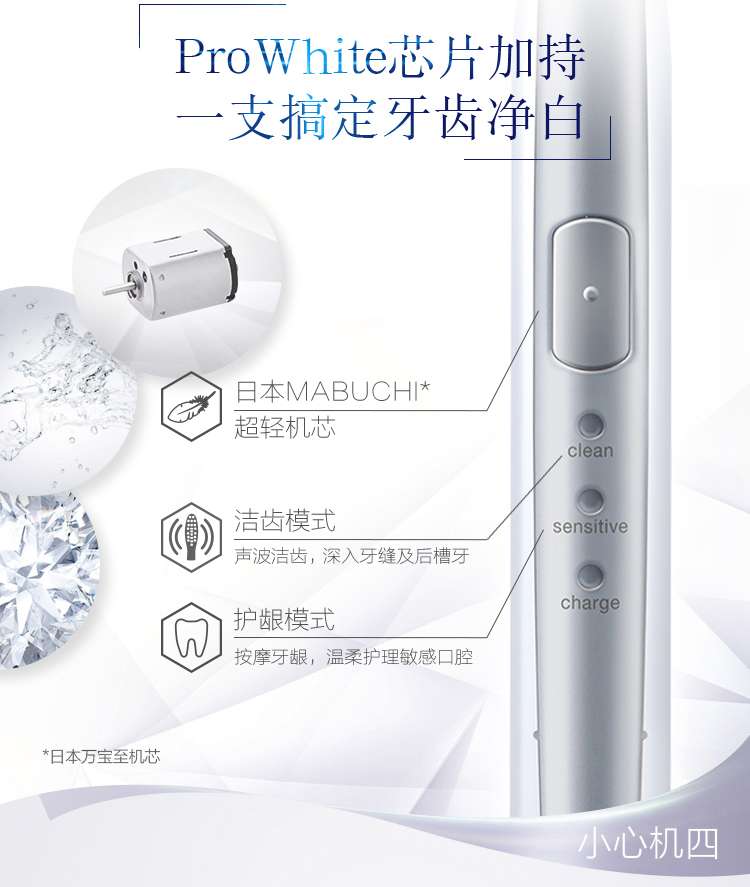 ProWhite芯片加持
一支搞定牙齿净白
日本MABUCHI*
超轻机芯
洁齿模式
声波洁齿，深入牙缝及后槽牙
护龈模式
按摩牙龈，温柔护理敏感口腔
clean
sensitive
charge
*日本万宝至机芯
小心机四